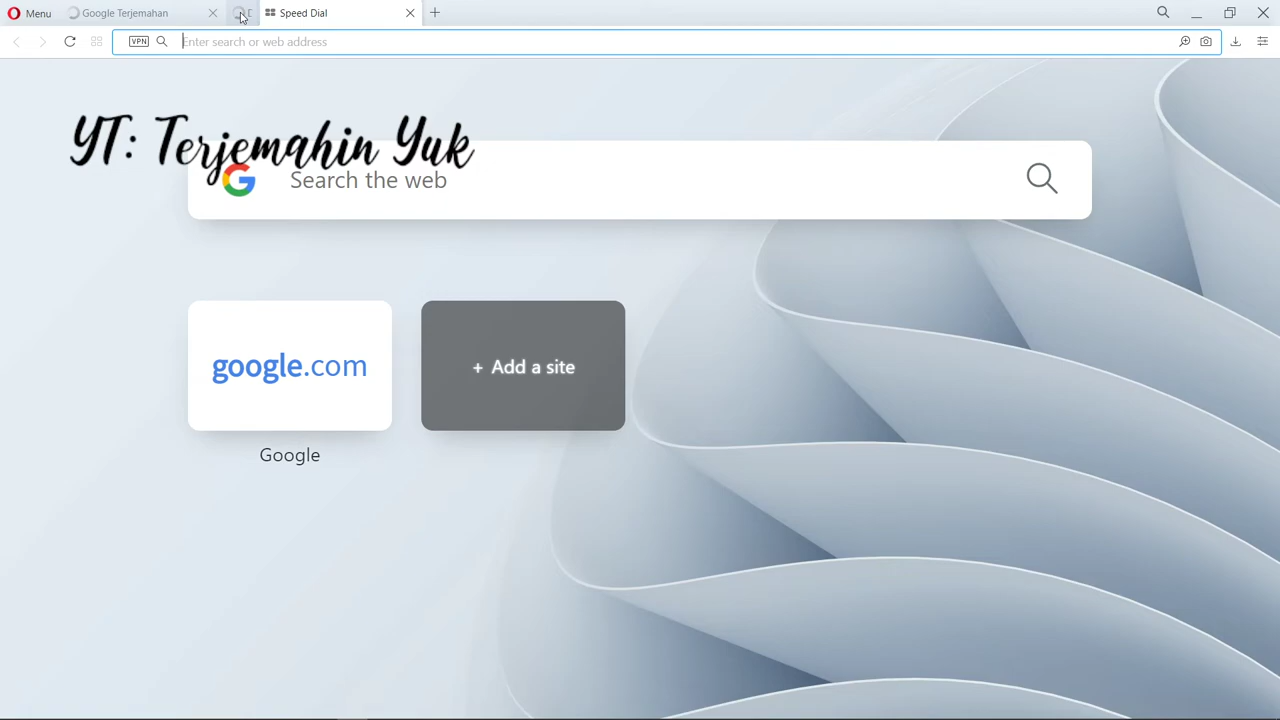 Menu
Google Terjemahan
E
Speed Dial
VPN
Enter search or web address
YT: Terjemahin Yuk
Search the web
google.com
+ Add a site
Google